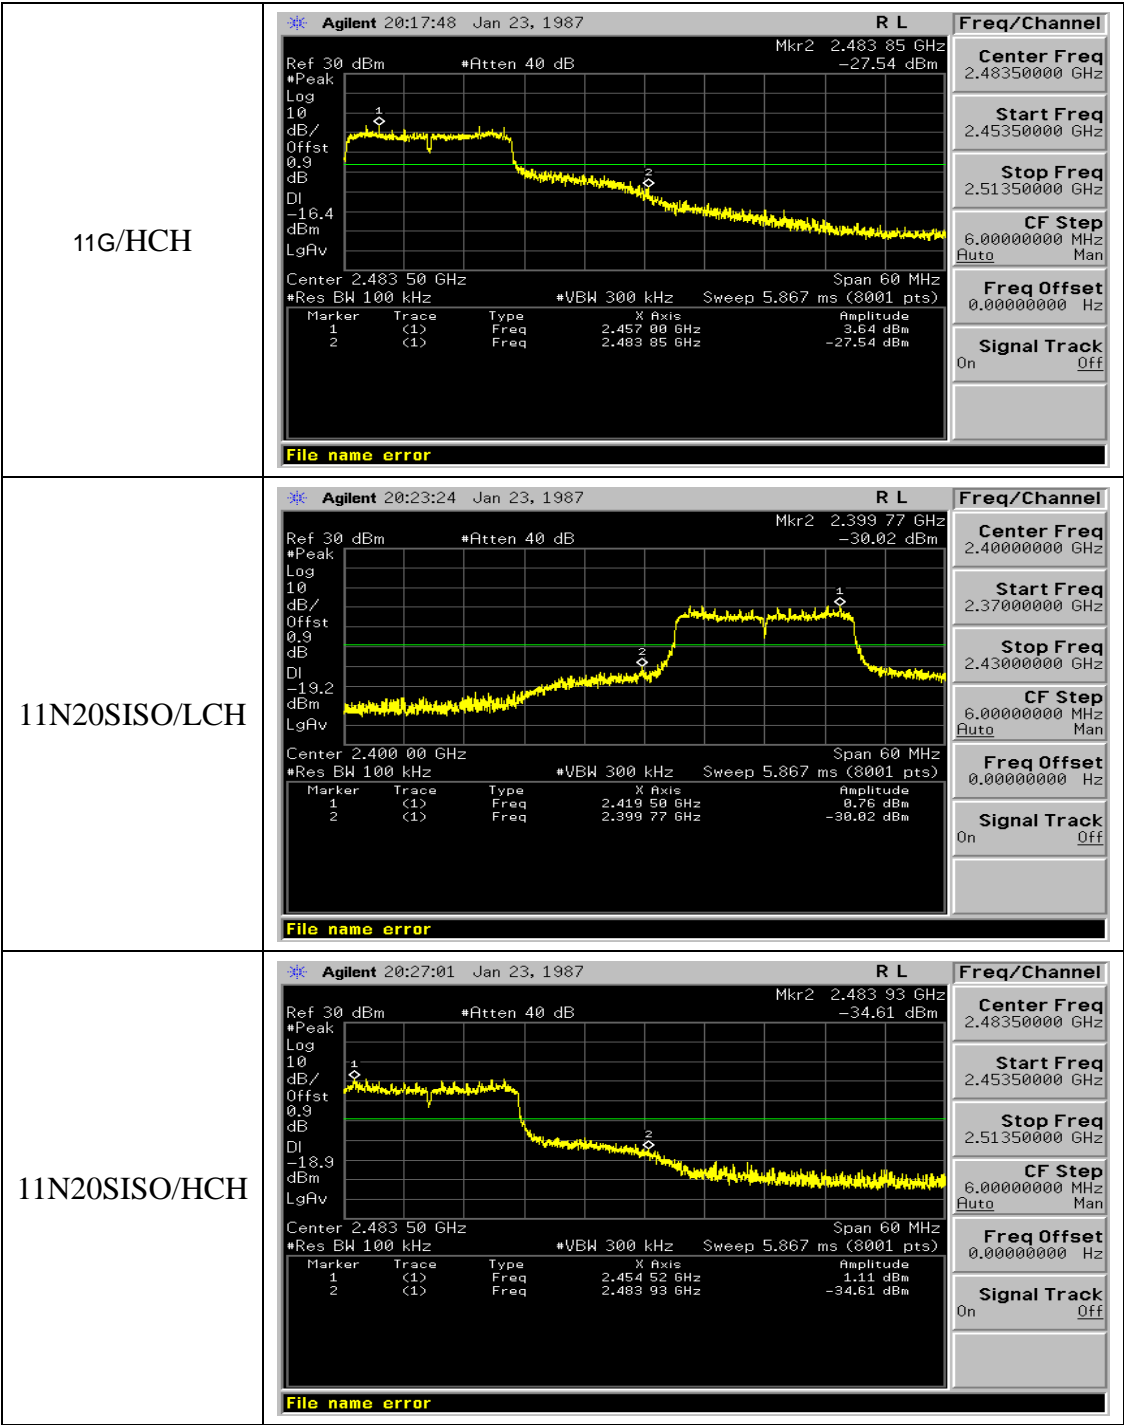 11G/HCH
Agilent 20:17:48 Jan 23, 1987 R L Freq/Channel
Mkr2 2.483 85 GHz
Ref 30 dBm #Atten 40 dB -27.54 dBm
#Peak
Log
10
dB/
Offst
0.9
dB
DI
-16.4
dBm
LgAv
1
2
Center 2.483 50 GHz Span 60 MHz
#Res BW 100 kHz #VBW 300 kHz Sweep 5.867 ms (8001 pts)
Marker Trace Type X Axis Amplitude
1 (1) Freq 2.457 00 GHz 3.64 dBm
2 (1) Freq 2.483 85 GHz -27.54 dBm
File name error
Center Freq
2.48350000 GHz
Start Freq
2.45350000 GHz
Stop Freq
2.51350000 GHz
CF Step
6.00000000 MHz
Auto Man
Freq Offset
0.00000000 Hz
Signal Track
On Off
11N20SISO/LCH
Agilent 20:23:24 Jan 23, 1987 R L Freq/Channel
Mkr2 2.399 77 GHz
Ref 30 dBm #Atten 40 dB -30.02 dBm
#Peak
Log
10
dB/
Offst
0.9
dB
DI
-19.2
dBm
LgAv
1
2
Center 2.400 00 GHz Span 60 MHz
#Res BW 100 kHz #VBW 300 kHz Sweep 5.867 ms (8001 pts)
Marker Trace Type X Axis Amplitude
1 (1) Freq 2.419 50 GHz 0.76 dBm
2 (1) Freq 2.399 77 GHz -30.02 dBm
File name error
Center Freq
2.40000000 GHz
Start Freq
2.37000000 GHz
Stop Freq
2.43000000 GHz
CF Step
6.00000000 MHz
Auto Man
Freq Offset
0.00000000 Hz
Signal Track
On Off
11N20SISO/HCH
Agilent 20:27:01 Jan 23, 1987 R L Freq/Channel
Mkr2 2.483 93 GHz
Ref 30 dBm #Atten 40 dB -34.61 dBm
#Peak
Log
10
dB/
Offst
0.9
dB
DI
-18.9
dBm
LgAv
1
2
Center 2.483 50 GHz Span 60 MHz
#Res BW 100 kHz #VBW 300 kHz Sweep 5.867 ms (8001 pts)
Marker Trace Type X Axis Amplitude
1 (1) Freq 2.454 52 GHz 1.11 dBm
2 (1) Freq 2.483 93 GHz -34.61 dBm
File name error
Center Freq
2.48350000 GHz
Start Freq
2.45350000 GHz
Stop Freq
2.51350000 GHz
CF Step
6.00000000 MHz
Auto Man
Freq Offset
0.00000000 Hz
Signal Track
On Off